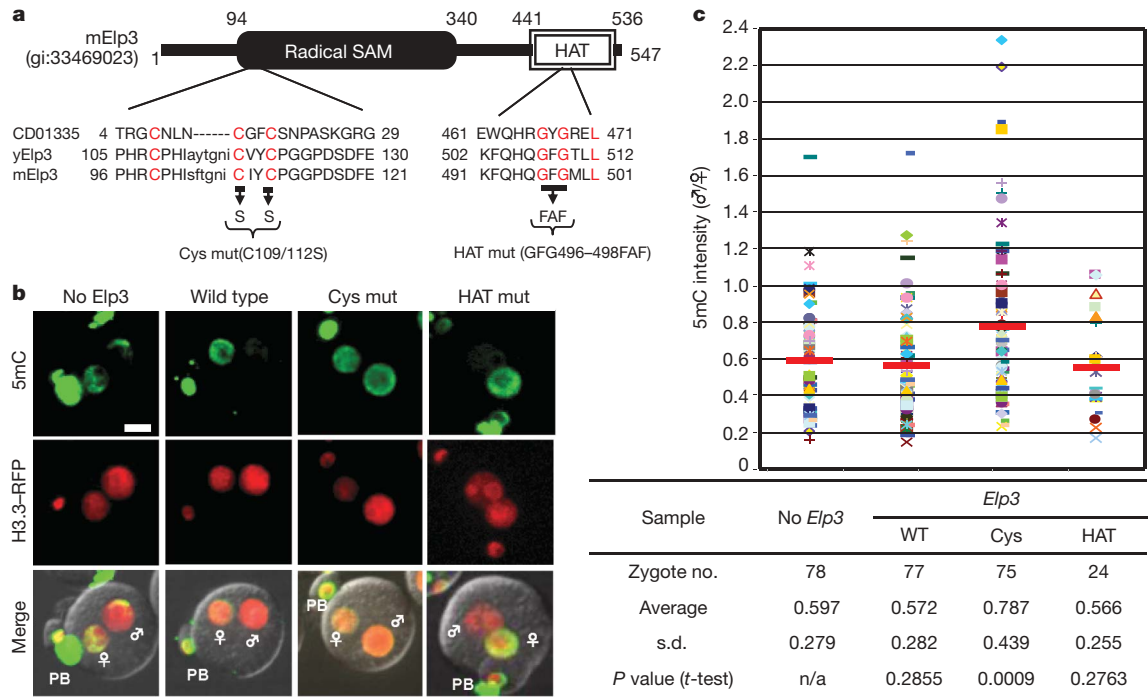 a
94 340 441 536
mElp3
(gi:33469023)
1 Radical SAM HAT 547
CD01335 4 TRGCNLN------CGFCSNPASKGRG 29 461 EWQHRGYGREL 471
yElp3 105 PHRCPHIaytgniCVYCPGGPDSDFE 130 502 KFQHQGFGTLL 512
mElp3 96 PHRCPHIsftgniCIYCPGGPDSDFE 121 491 KFQHQGFGMLL 501
S S FAF
Cys mut(C109/112S) HAT mut (GFG496–498FAF)
b
No Elp3 Wild type Cys mut HAT mut
5mC
H3.3–RFP
Merge
♂ ♀ PB
♀ ♂ PB
PB ♀ ♂
♂ ♀ PB
c
5mC intensity (♂/♀)
2.4
2.2
2.0
1.8
1.6
1.4
1.2
1.0
0.8
0.6
0.4
0.2
0
Sample No Elp3 Elp3
WT Cys HAT
Zygote no. 78 77 75 24
Average 0.597 0.572 0.787 0.566
s.d. 0.279 0.282 0.439 0.255
P value (t-test) n/a 0.2855 0.0009 0.2763